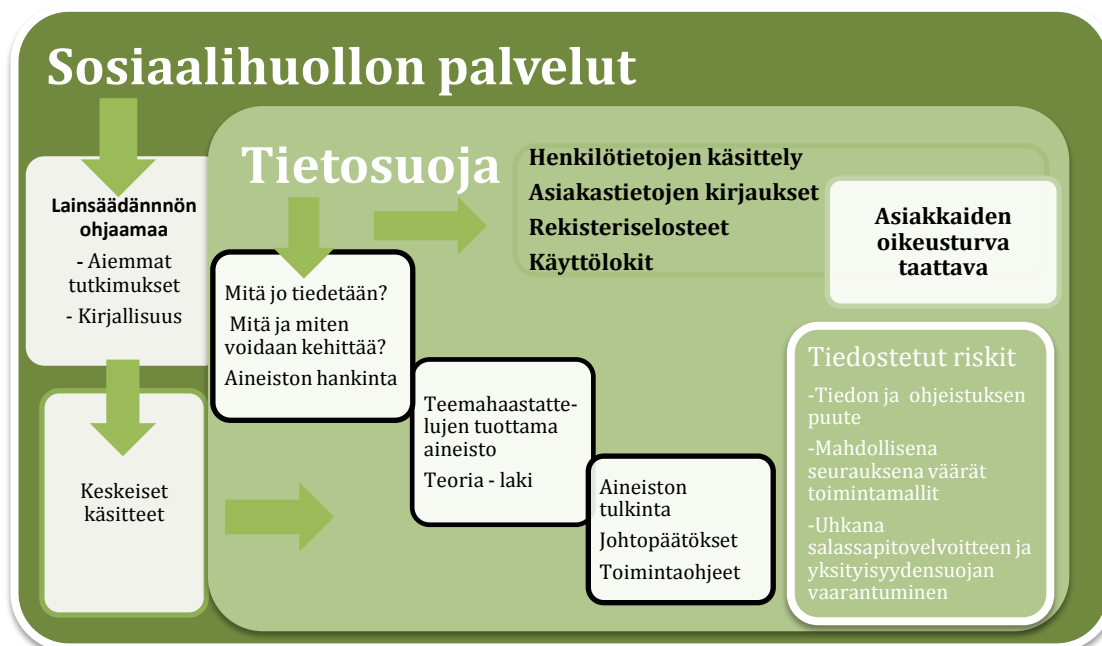 Sosiaalihuollon palvelut
Lainsäädännnön
ohjaamaa
- Aiemmat
tutkimukset
- Kirjallisuus
Keskeiset
käsitteet
Tietosuoja
Henkilötietojen käsittely
Asiakastietojen kirjaukset
Rekisteriselosteet
Käyttölokit
Asiakkaiden
oikeusturva
taattava
Mitä jo tiedetään?
Mitä ja miten
voidaan kehittää?
Aineiston hankinta
Teemahaastatte-
lujen tuottama
aineisto
Teoria - laki
Aineiston
tulkinta
Johtopäätökset
Toimintaohjeet
Tiedostetut riskit
-Tiedon ja ohjeistuksen
puute
-Mahdollisena
seurauksena väärät
toimintamallit
-Uhkana
salassapitovelvoitteen ja
yksityisyydensuojan
vaarantuminen